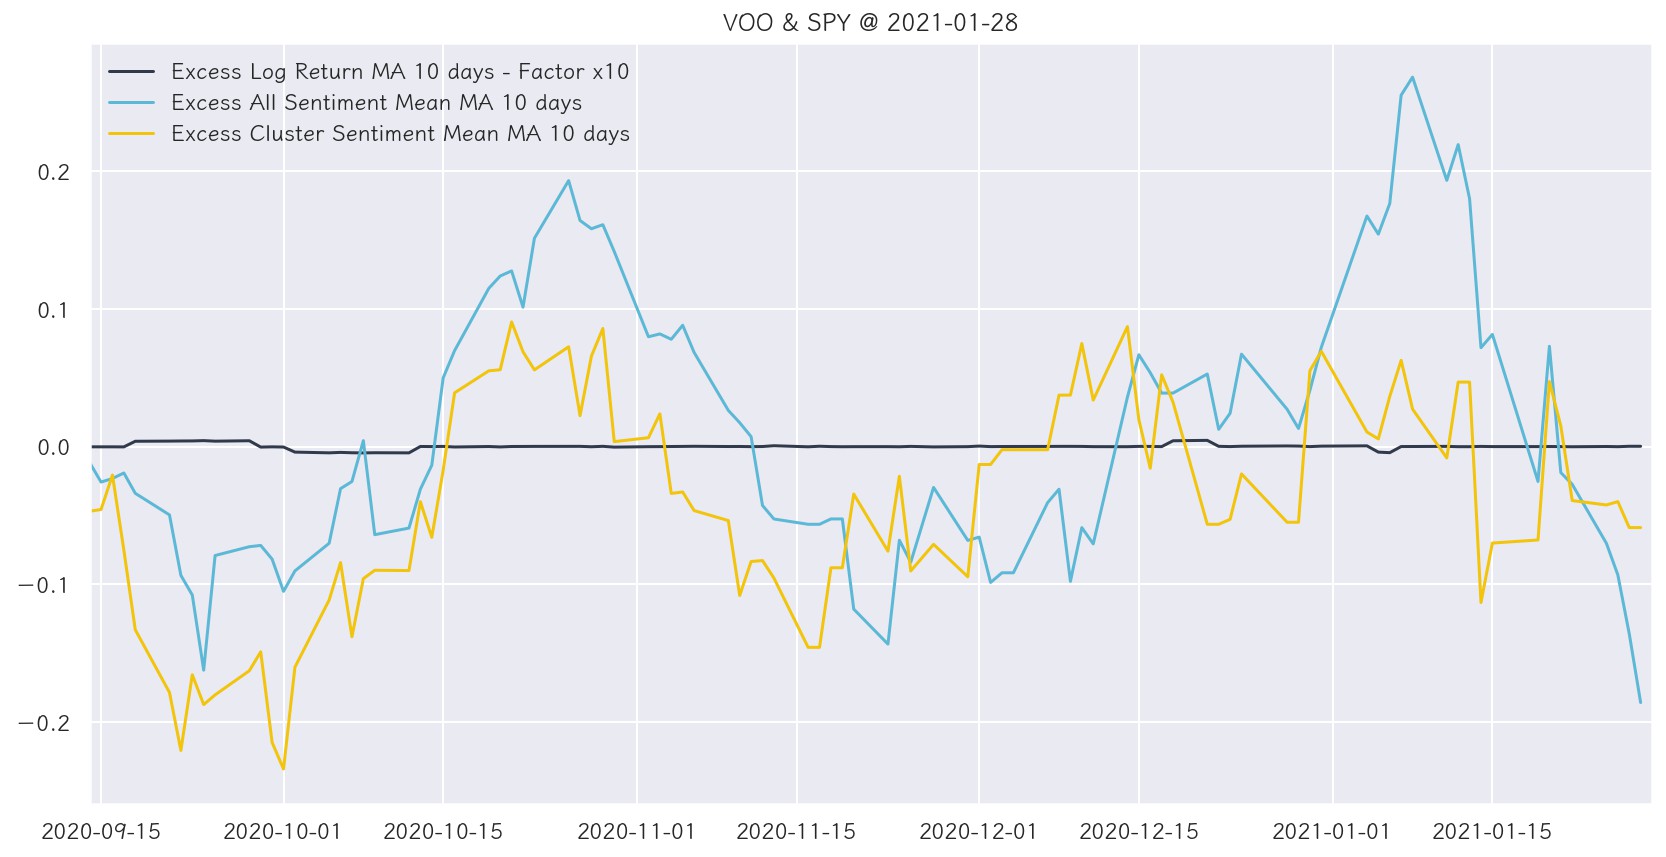 VOO & SPY @ 2021-01-28
Excess Log Return MA 10 days - Factor x10
Excess All Sentiment Mean MA 10 days
Excess Cluster Sentiment Mean MA 10 days
0.2
0.1
0.0
−0.1
−0.2
2020-09-15 2020-10-01 2020-10-15 2020-11-01 2020-11-15 2020-12-01 2020-12-15 2021-01-01 2021-01-15